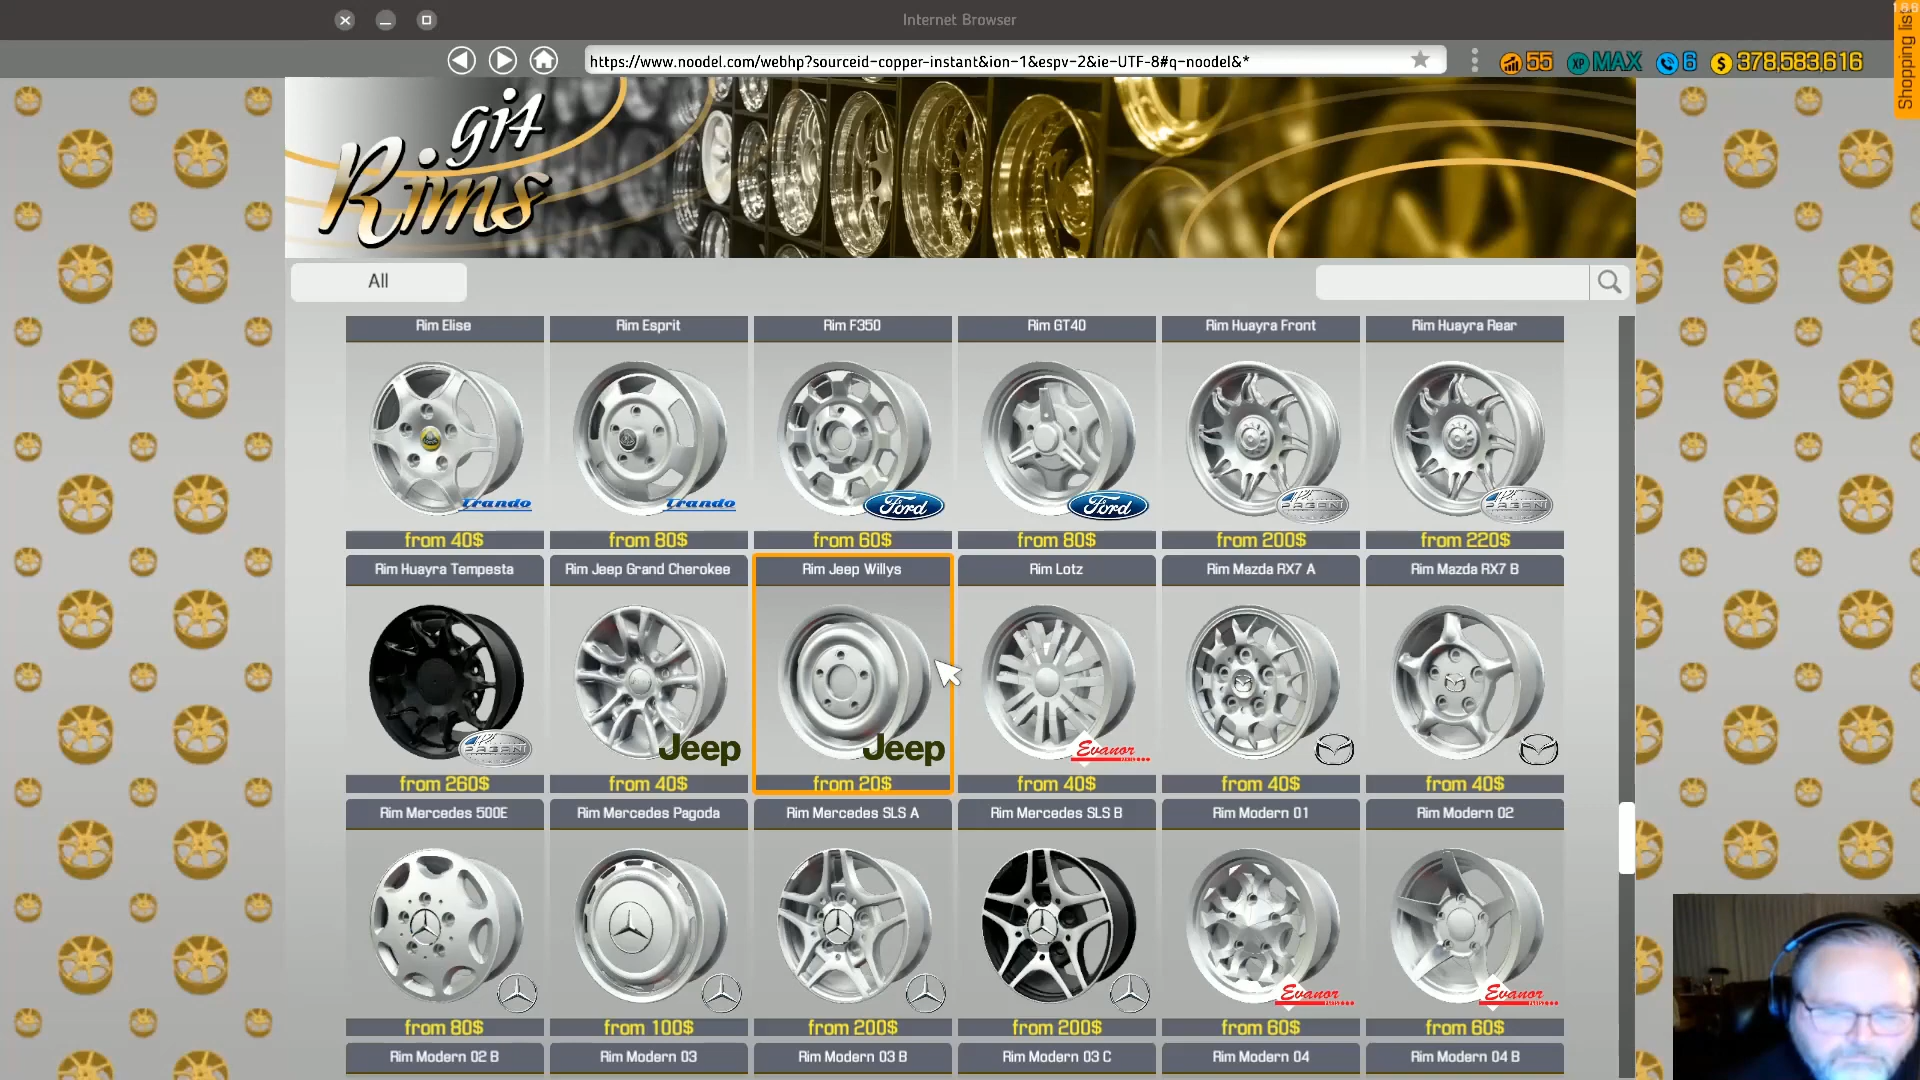 Internet Browser
https://www.noodel.com/webhp?sourceid-copper-instant&ion-1&espv-2&ie-UTF-8#q-noodel&*
55 XP MAX 6 $ 378,583,616
Shopping list
git
Rims
All
Rim Elise Rim Esprit Rim F350 Rim GT40 Rim Huayra Front Rim Huayra Rear
Trando Trando Ford Ford PAGANI PAGANI
from 40$ from 80$ from 60$ from 80$ from 200$ from 220$
Rim Huayra Tempesta Rim Jeep Grand Cherokee Rim Jeep Willys Rim Lotz Rim Mazda RX7 A Rim Mazda RX7 B
PAGANI Jeep Jeep Evanor
from 260$ from 40$ from 20$ from 40$ from 40$ from 40$
Rim Mercedes 500E Rim Mercedes Pagoda Rim Mercedes SLS A Rim Mercedes SLS B Rim Modern 01 Rim Modern 02
Evanor Evanor
from 80$ from 100$ from 200$ from 200$ from 60$ from 60$
Rim Modern 02 B Rim Modern 03 Rim Modern 03 B Rim Modern 03 C Rim Modern 04 Rim Modern 04 B